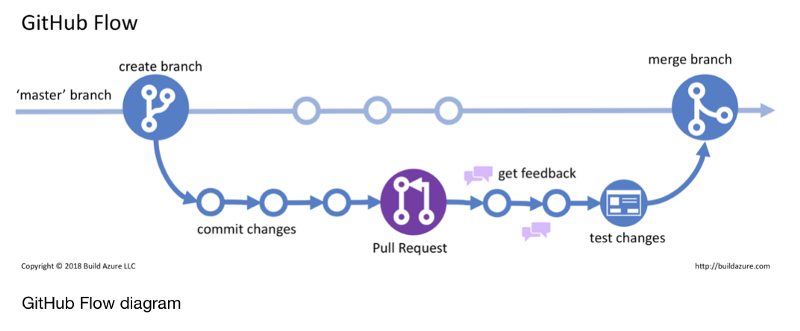 GitHub Flow
create branch
merge branch
‘master’ branch
get feedback
commit changes
Pull Request
test changes
Copyright © 2018 Build Azure LLC
http://buildazure.com
GitHub Flow diagram